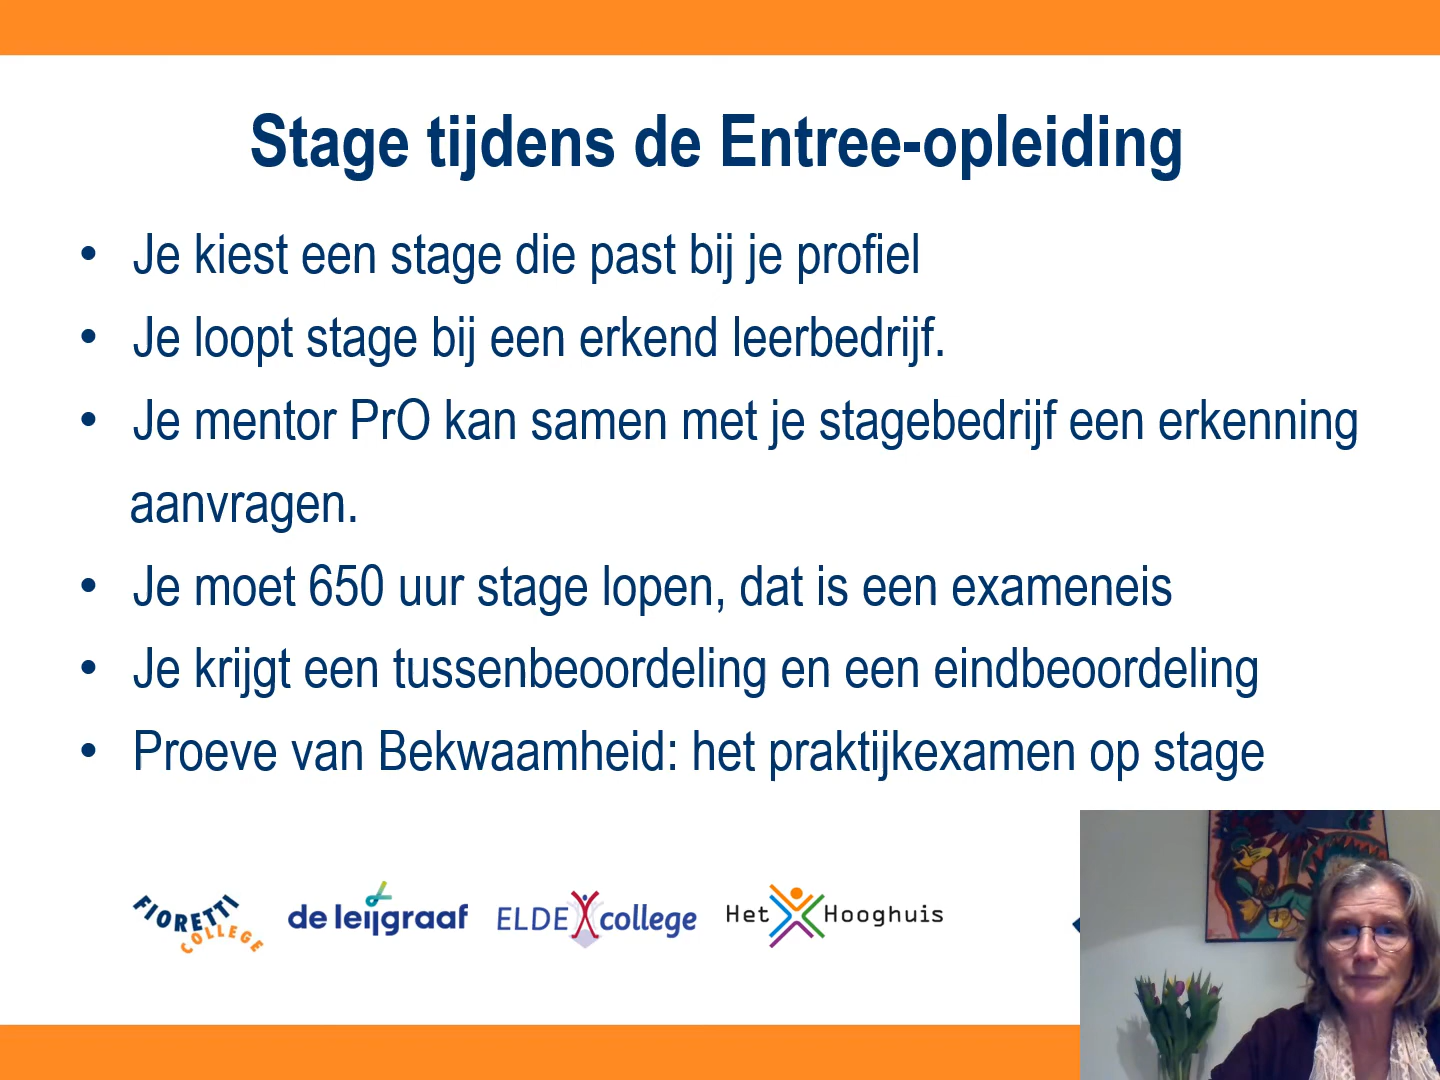 Stage tijdens de Entree-opleiding
• Je kiest een stage die past bij je profiel
• Je loopt stage bij een erkend leerbedrijf.
• Je mentor PrO kan samen met je stagebedrijf een erkenning
aanvragen.
• Je moet 650 uur stage lopen, dat is een exameneis
• Je krijgt een tussenbeoordeling en een eindbeoordeling
• Proeve van Bekwaamheid: het praktijkexamen op stage
FIORETTI
COLLEGE
de leijgraaf
ELDE college
Het Hooghuis